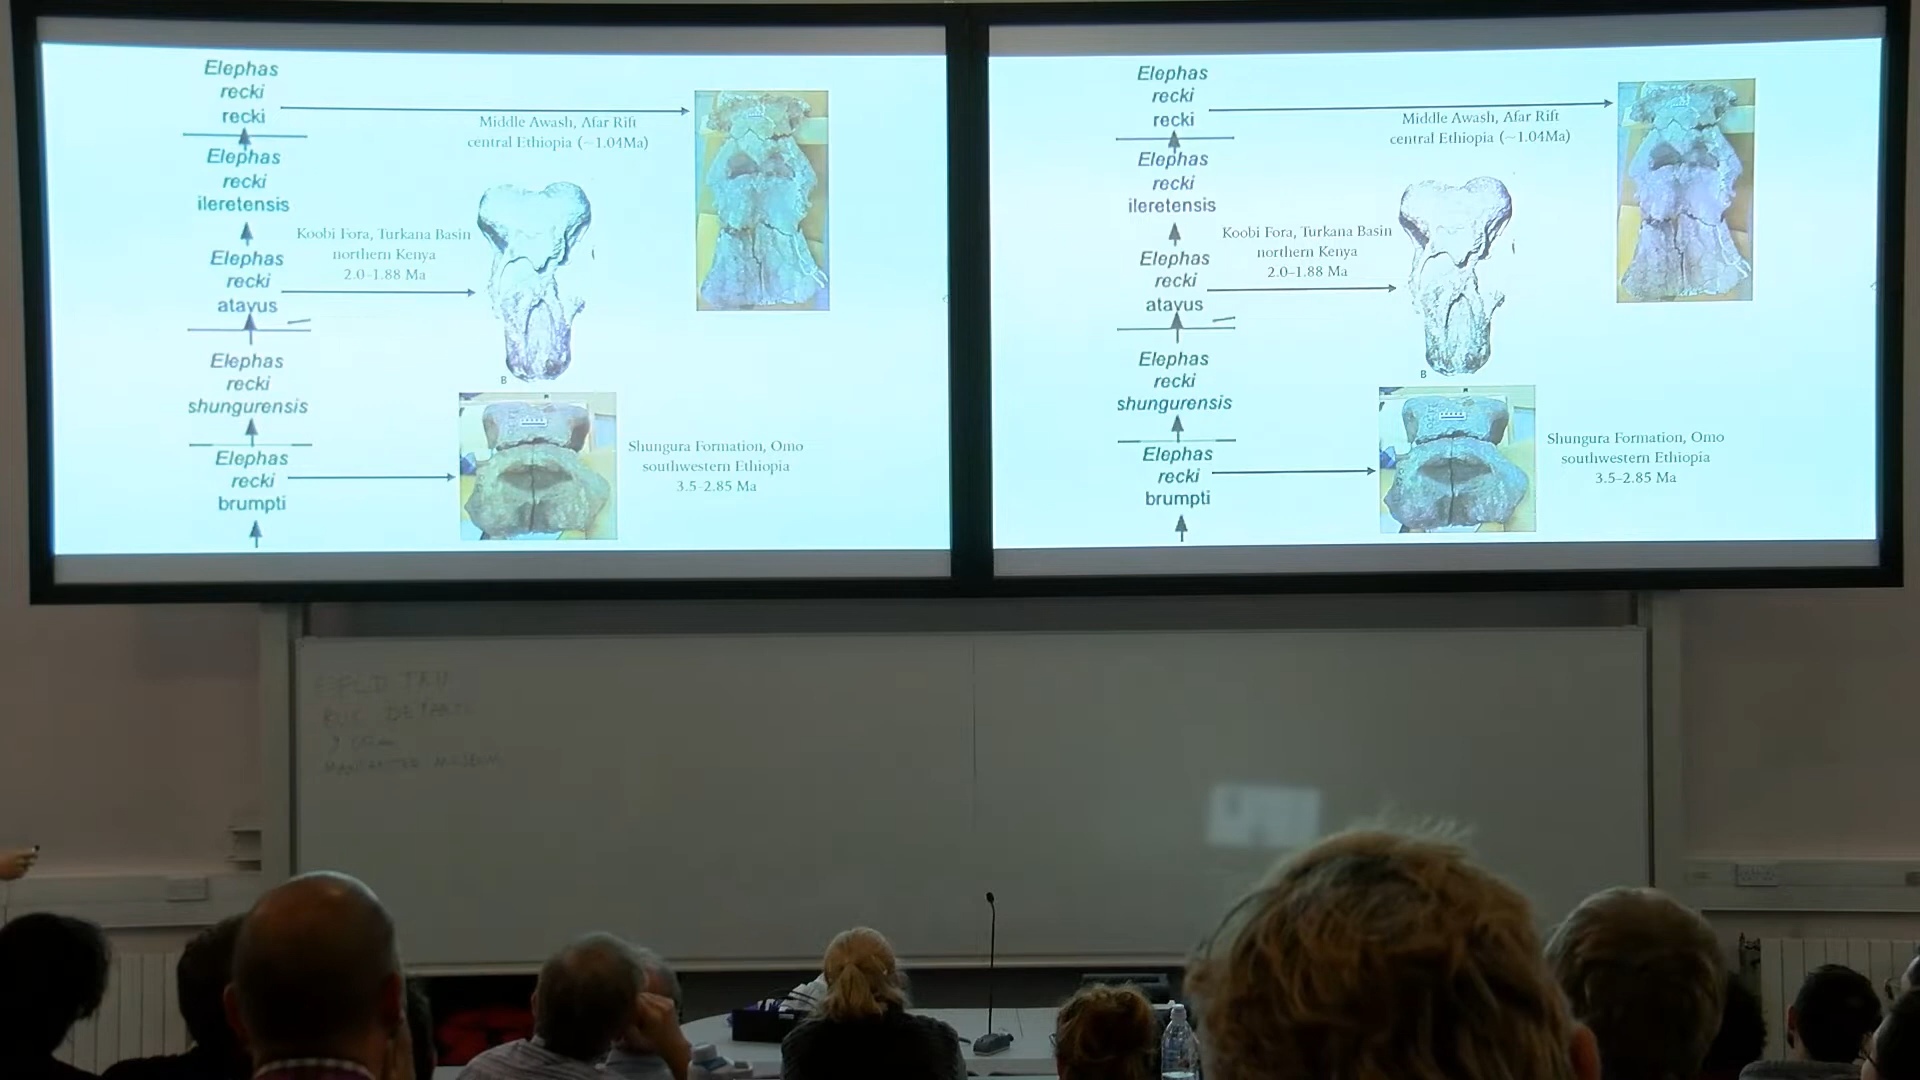 Elephas
recki
recki
Middle Awash, Afar Rift
central Ethiopia (~1.04Ma)
Elephas
recki
ileretensis
Koobi Fora, Turkana Basin
northern Kenya
2.0-1.88 Ma
Elephas
recki
atavus
B
Elephas
recki
shungurensis
Shungura Formation, Omo
southwestern Ethiopia
3.5-2.85 Ma
Elephas
recki
brumpti
Elephas
recki
recki
Middle Awash, Afar Rift
central Ethiopia (~1.04Ma)
Elephas
recki
ileretensis
Koobi Fora, Turkana Basin
northern Kenya
2.0-1.88 Ma
Elephas
recki
atavus
B
Elephas
recki
shungurensis
Shungura Formation, Omo
southwestern Ethiopia
3.5-2.85 Ma
Elephas
recki
brumpti
MUSEUM